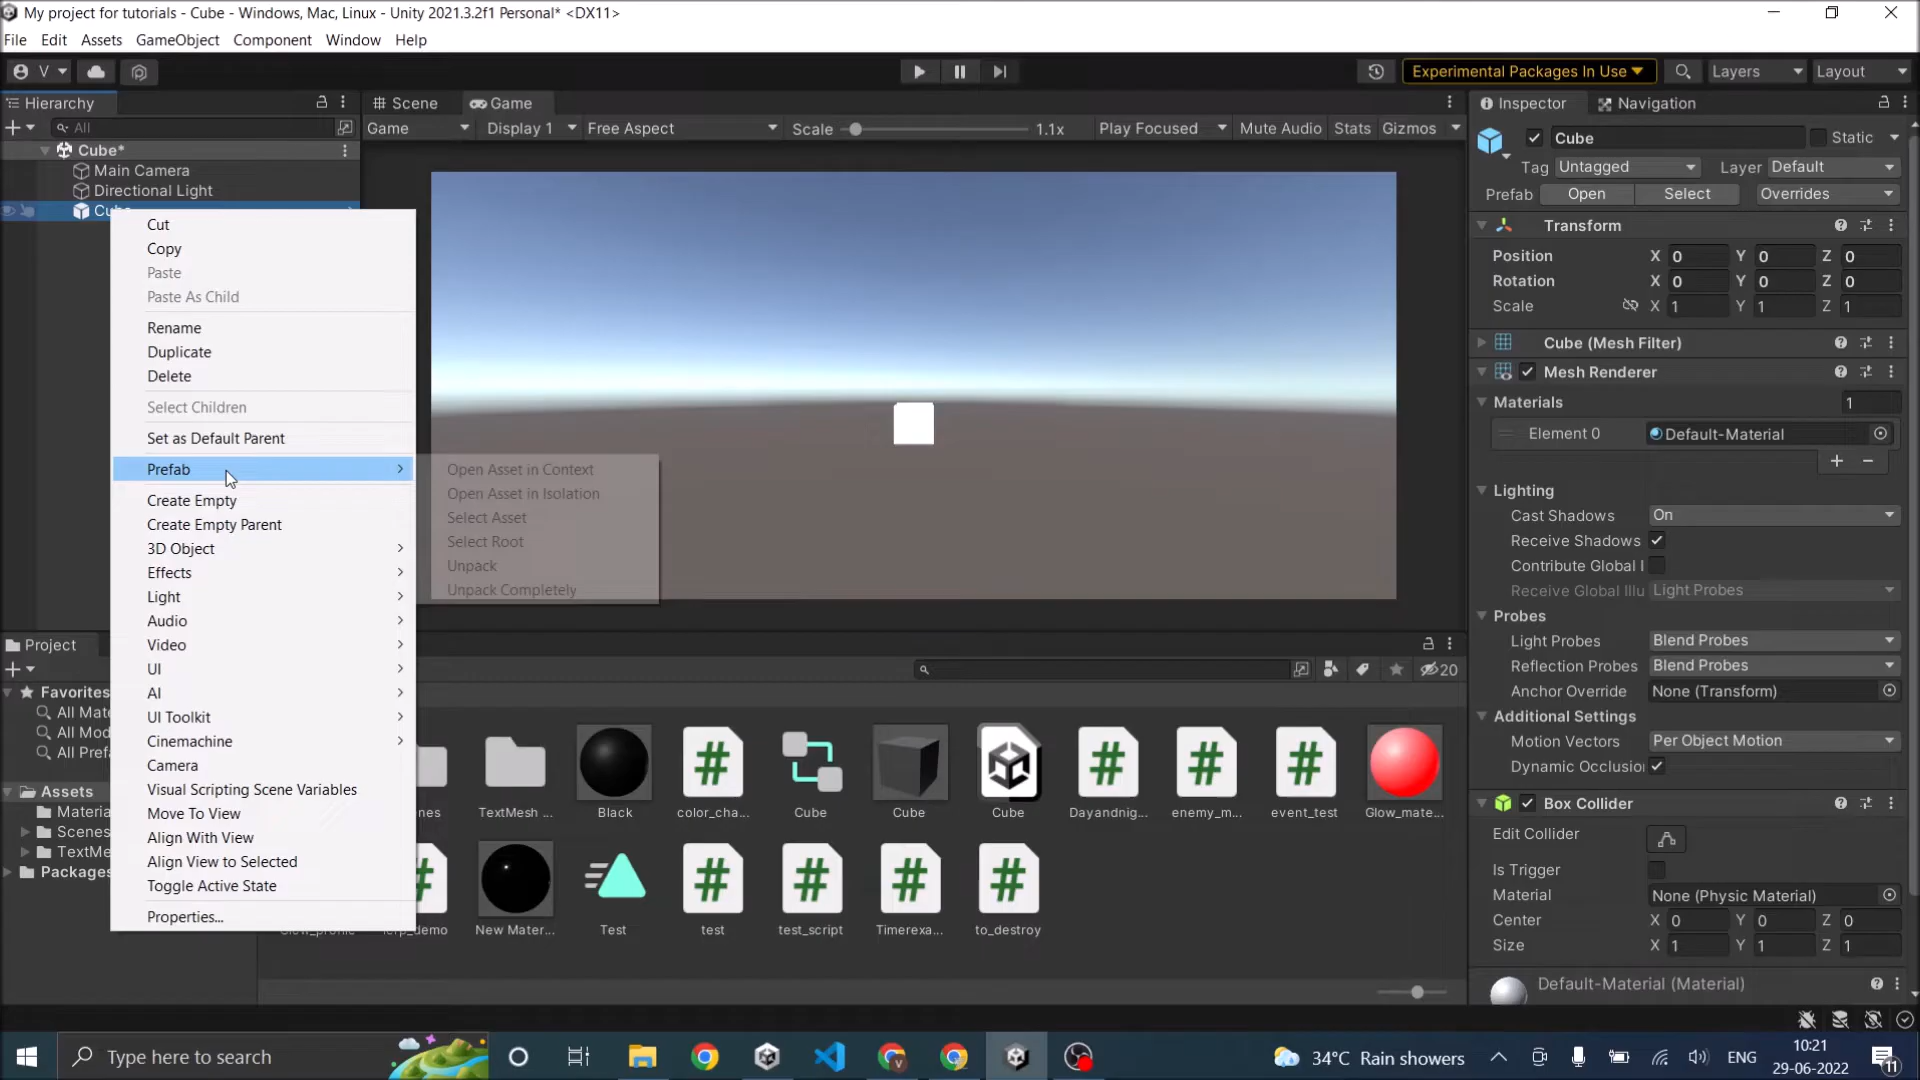 My project for tutorials - Cube - Windows, Mac, Linux - Unity 2021.3.2f1 Personal* <DX11>
File Edit Assets GameObject Component Window Help
V
Experimental Packages In Use
Layers
Layout
Hierarchy
All
Cube*
Main Camera
Directional Light
Cut
Copy
Paste
Paste As Child
Rename
Duplicate
Delete
Select Children
Set as Default Parent
Prefab
Create Empty
Create Empty Parent
3D Object
Effects
Light
Audio
Video
UI
AI
UI Toolkit
Cinemachine
Camera
Visual Scripting Scene Variables
Move To View
Align With View
Align View to Selected
Toggle Active State
Properties...
Open Asset in Context
Open Asset in Isolation
Select Asset
Select Root
Unpack
Unpack Completely
Scene Game
Game Display 1 Free Aspect Scale 1.1x Play Focused Mute Audio Stats Gizmos
Project
20
Favorites
All Mate
All Mod
All Prefa
Assets
Materia
Scenes
TextMe
Packages
nes TextMesh ... Black color_cha... Cube Cube Cube Dayandnig... enemy_m... event_test Glow_mate...
lerp_demo New Mater... Test test test_script Timerexa... to_destroy
Inspector Navigation
Cube Static
Tag Untagged Layer Default
Prefab Open Select Overrides
Transform
Position X 0 Y 0 Z 0
Rotation X 0 Y 0 Z 0
Scale X 1 Y 1 Z 1
Cube (Mesh Filter)
Mesh Renderer
Materials 1
Element 0 Default-Material
Lighting
Cast Shadows On
Receive Shadows
Contribute Global I
Receive Global Illu Light Probes
Probes
Light Probes Blend Probes
Reflection Probes Blend Probes
Anchor Override None (Transform)
Additional Settings
Motion Vectors Per Object Motion
Dynamic Occlusion
Box Collider
Edit Collider
Is Trigger
Material None (Physic Material)
Center X 0 Y 0 Z 0
Size X 1 Y 1 Z 1
Default-Material (Material)
Type here to search
34°C Rain showers
ENG
10:21
29-06-2022
11